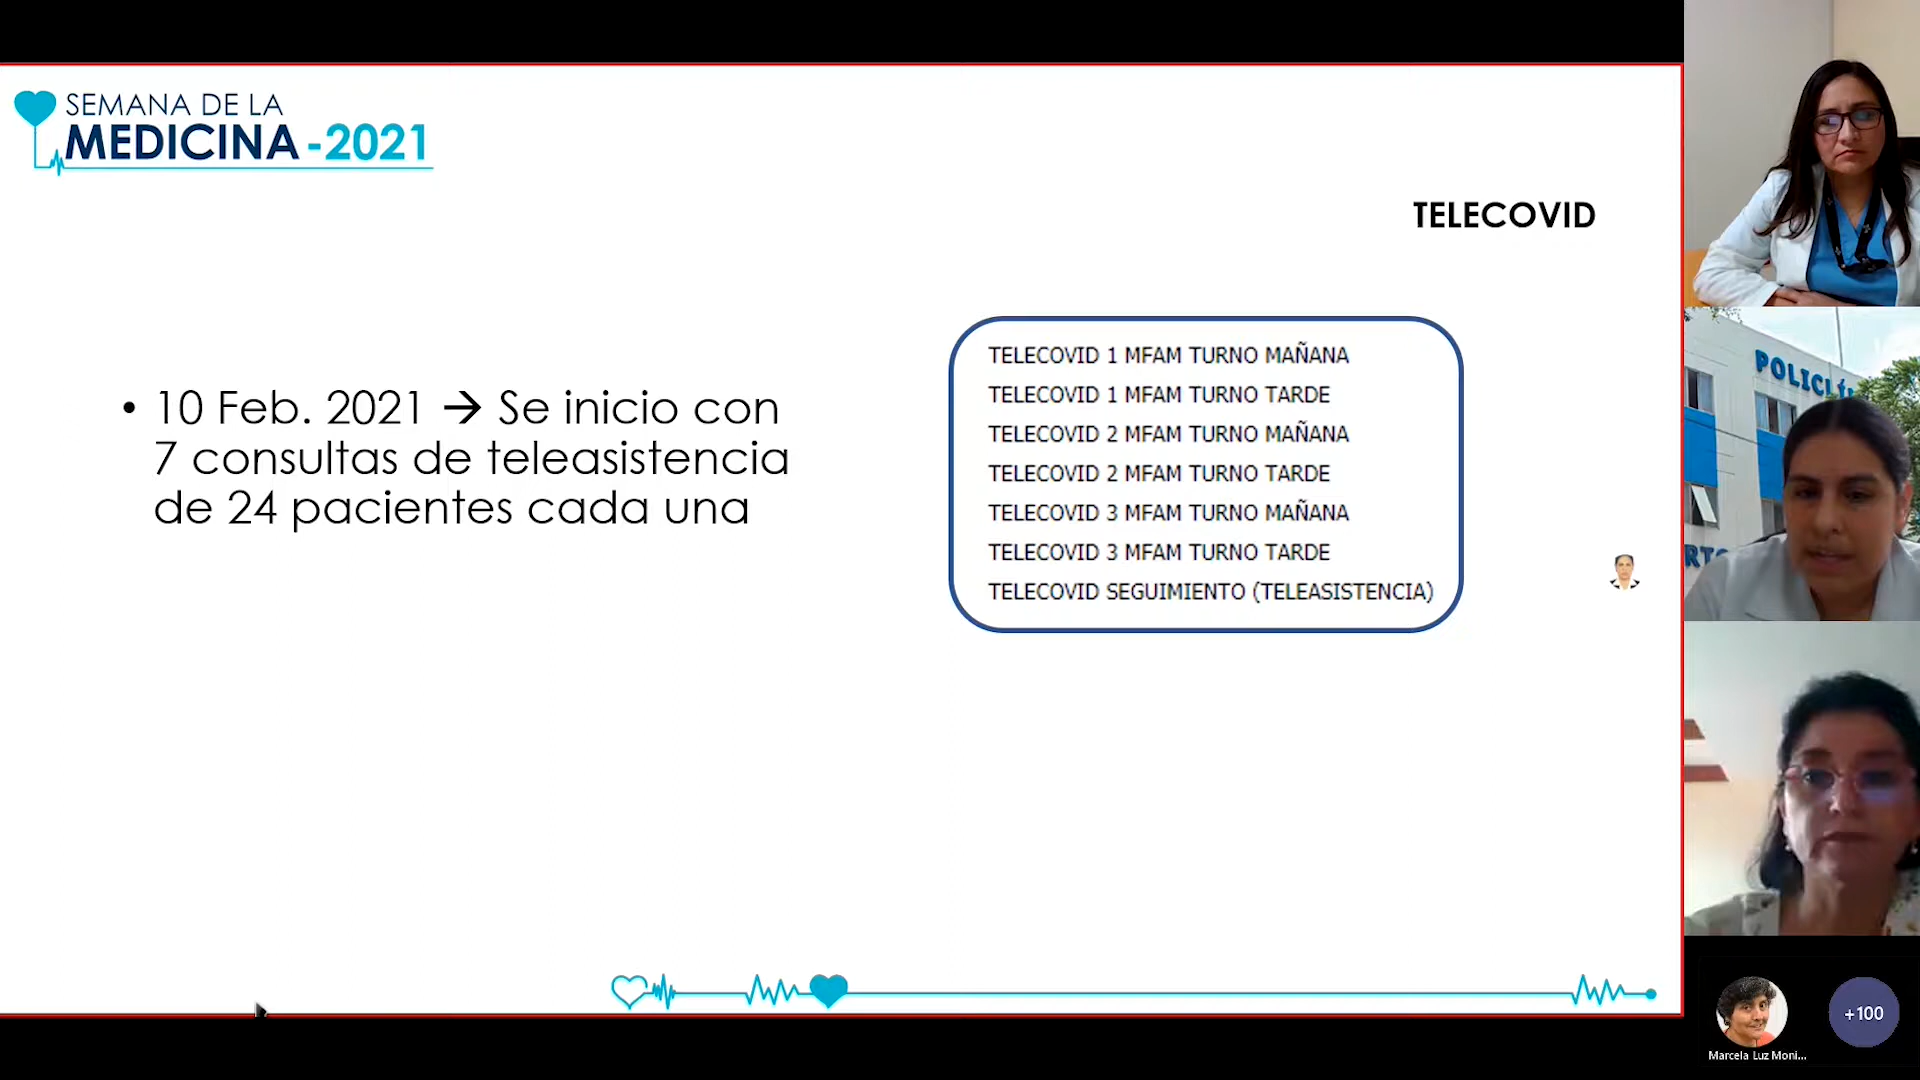 SEMANA DE LA
MEDICINA -2021
TELECOVID
• 10 Feb. 2021 → Se inicio con
7 consultas de teleasistencia
de 24 pacientes cada una
TELECOVID 1 MFAM TURNO MAÑANA
TELECOVID 1 MFAM TURNO TARDE
TELECOVID 2 MFAM TURNO MAÑANA
TELECOVID 2 MFAM TURNO TARDE
TELECOVID 3 MFAM TURNO MAÑANA
TELECOVID 3 MFAM TURNO TARDE
TELECOVID SEGUIMIENTO (TELEASISTENCIA)
POLICLÍ
RT
Marcela Luz Moni...
+100